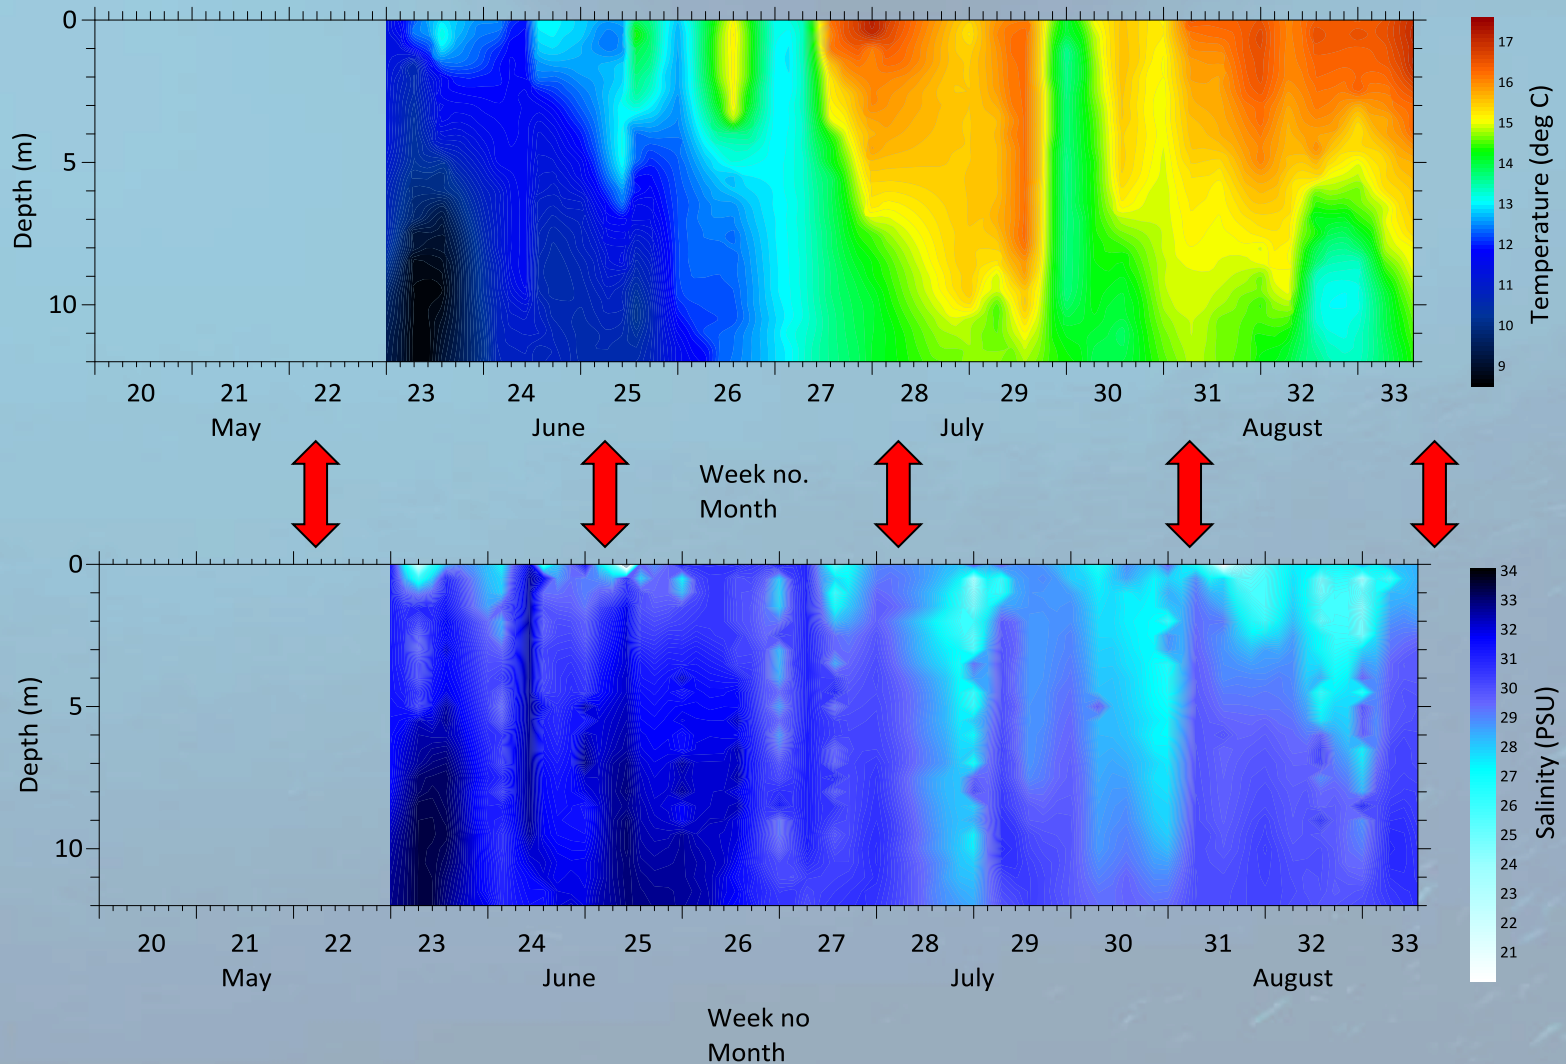 0
5
10
Depth (m)
20 21 22 23 24 25 26 27 28 29 30 31 32 33
May June July August
Week no.
Month
17
16
15
14
13
12
11
10
9
Temperature (deg C)
0
5
10
Depth (m)
20 21 22 23 24 25 26 27 28 29 30 31 32 33
May June July August
Week no
Month
34
33
32
31
30
29
28
27
26
25
24
23
22
21
Salinity (PSU)